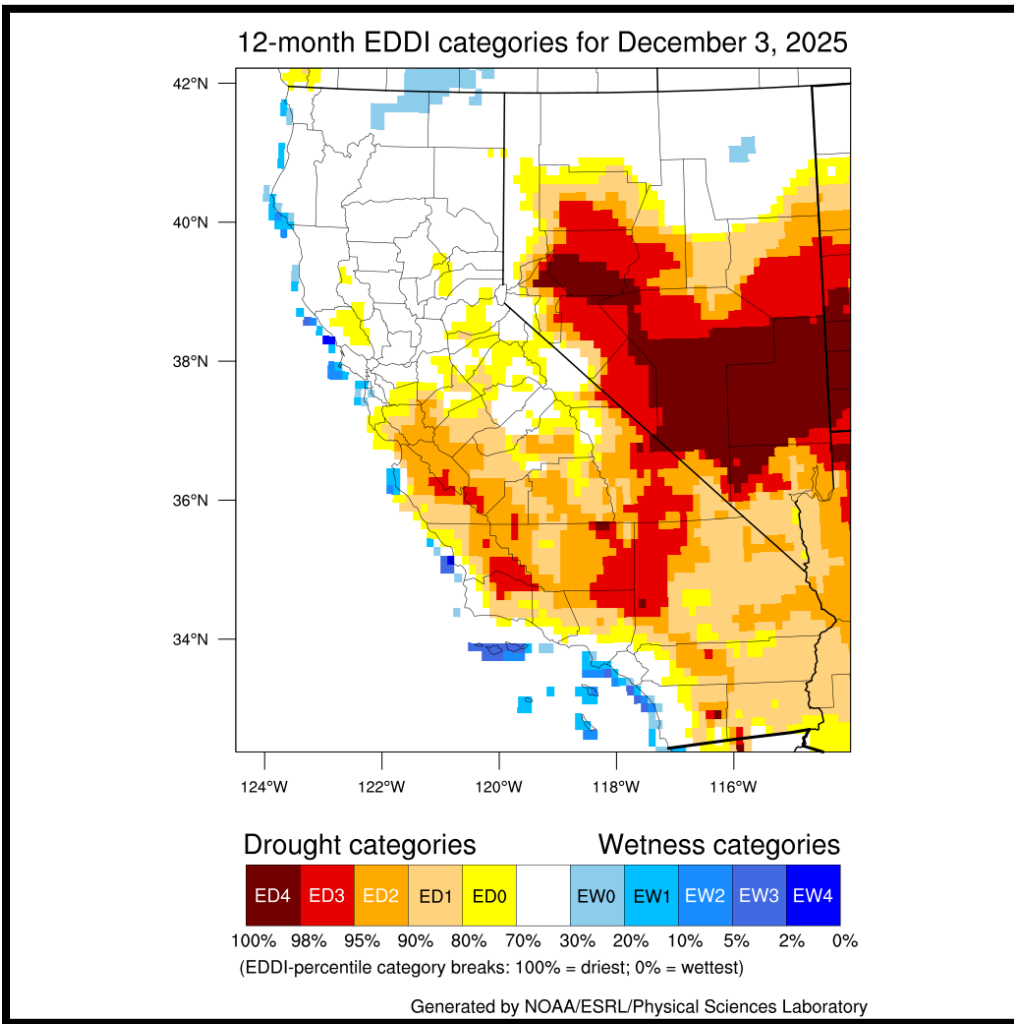 12-month EDDI categories for December 3, 2025
42°N
40°N
38°N
36°N
34°N
124°W 122°W 120°W 118°W 116°W
Drought categories Wetness categories
ED4 ED3 ED2 ED1 ED0 EW0 EW1 EW2 EW3 EW4
100% 98% 95% 90% 80% 70% 30% 20% 10% 5% 2% 0%
(EDDI-percentile category breaks: 100% = driest; 0% = wettest)
Generated by NOAA/ESRL/Physical Sciences Laboratory